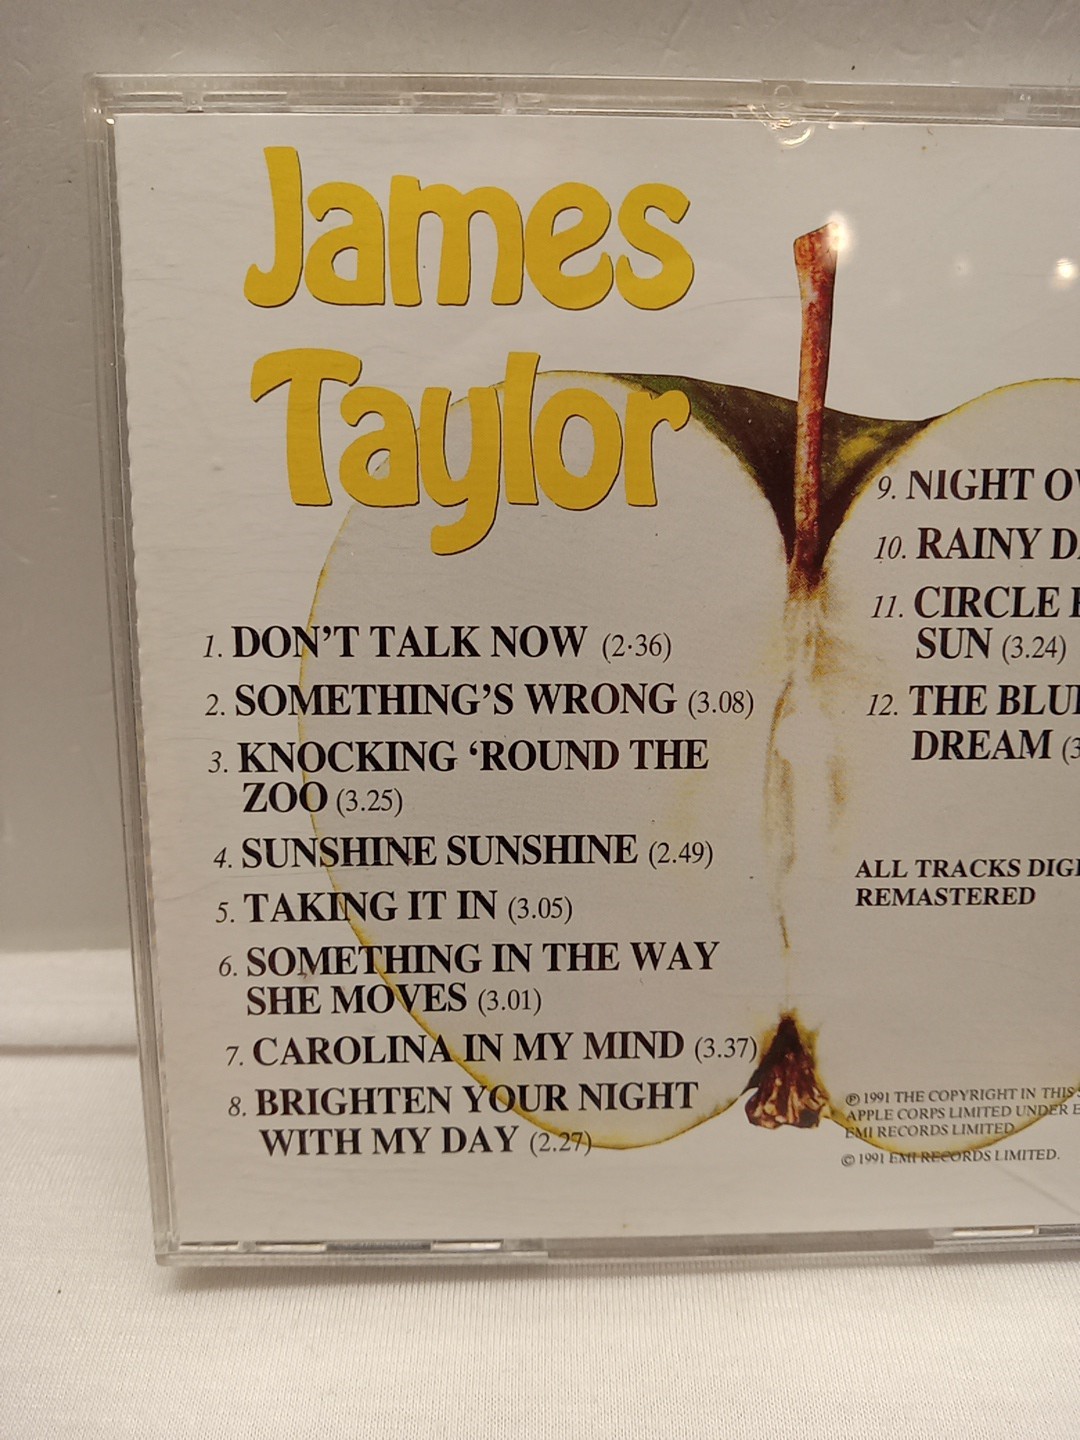 James
Taylor
1. DON'T TALK NOW (2·36)
2. SOMETHING'S WRONG (3.08)
3. KNOCKING ‘ROUND THE
ZOO (3.25)
4. SUNSHINE SUNSHINE (2.49)
5. TAKING IT IN (3.05)
6. SOMETHING IN THE WAY
SHE MOVES (3.01)
7. CAROLINA IN MY MIND (3.37)
8. BRIGHTEN YOUR NIGHT
WITH MY DAY (2.27)
9. NIGHT
10. RAINY
11. CIRCLE
SUN (3.24)
12. THE
DREAM
ALL TRACKS
REMASTERED
℗ 1991 THE COPYRIGHT IN THIS
APPLE CORPS LIMITED UNDER
EMI RECORDS LIMITED.
© 1991 EMI RECORDS LIMITED.